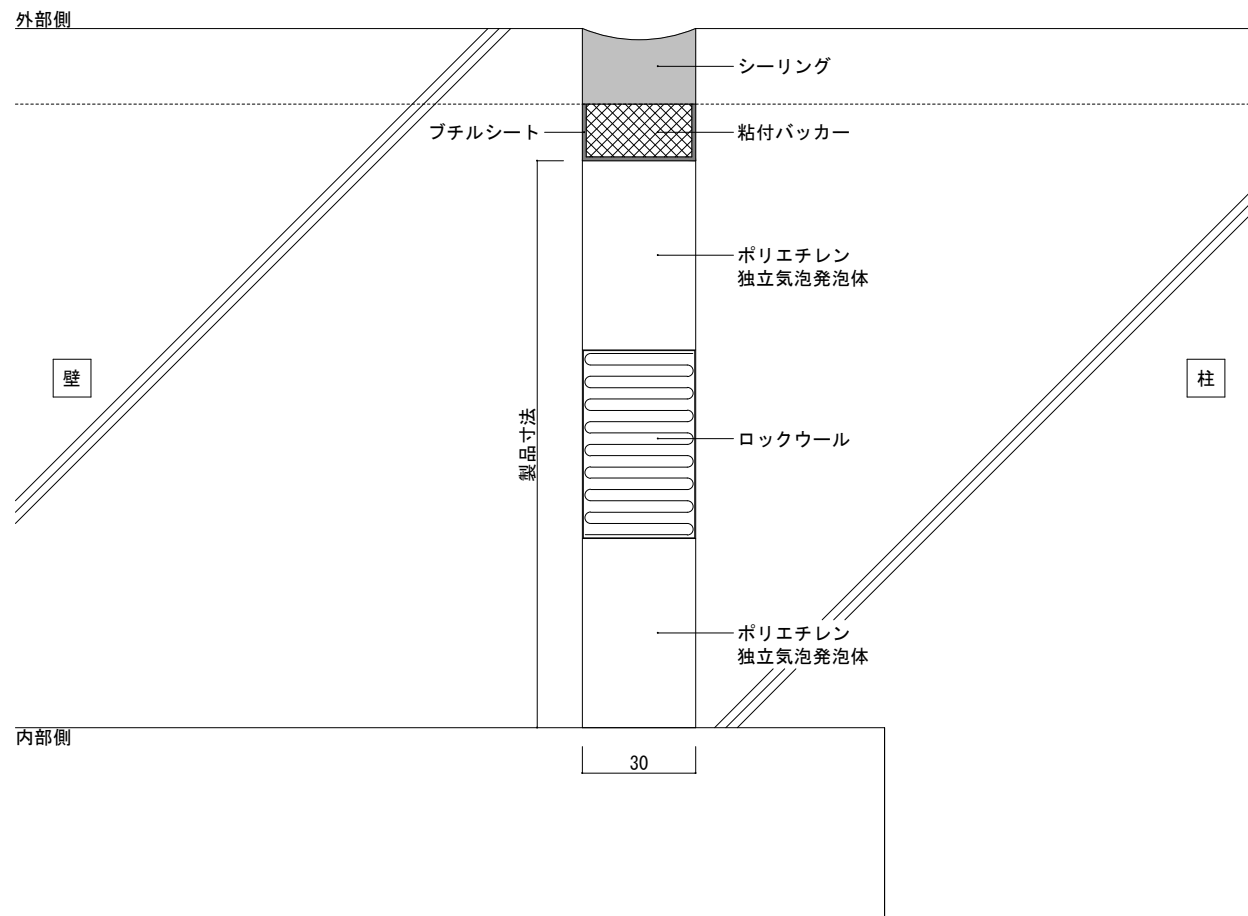 外部側
シーリング
ブチルシート
粘付バッカー
ポリエチレン
独立気泡発泡体
壁
柱
製品寸法
ロックウール
ポリエチレン
独立気泡発泡体
内部側
30